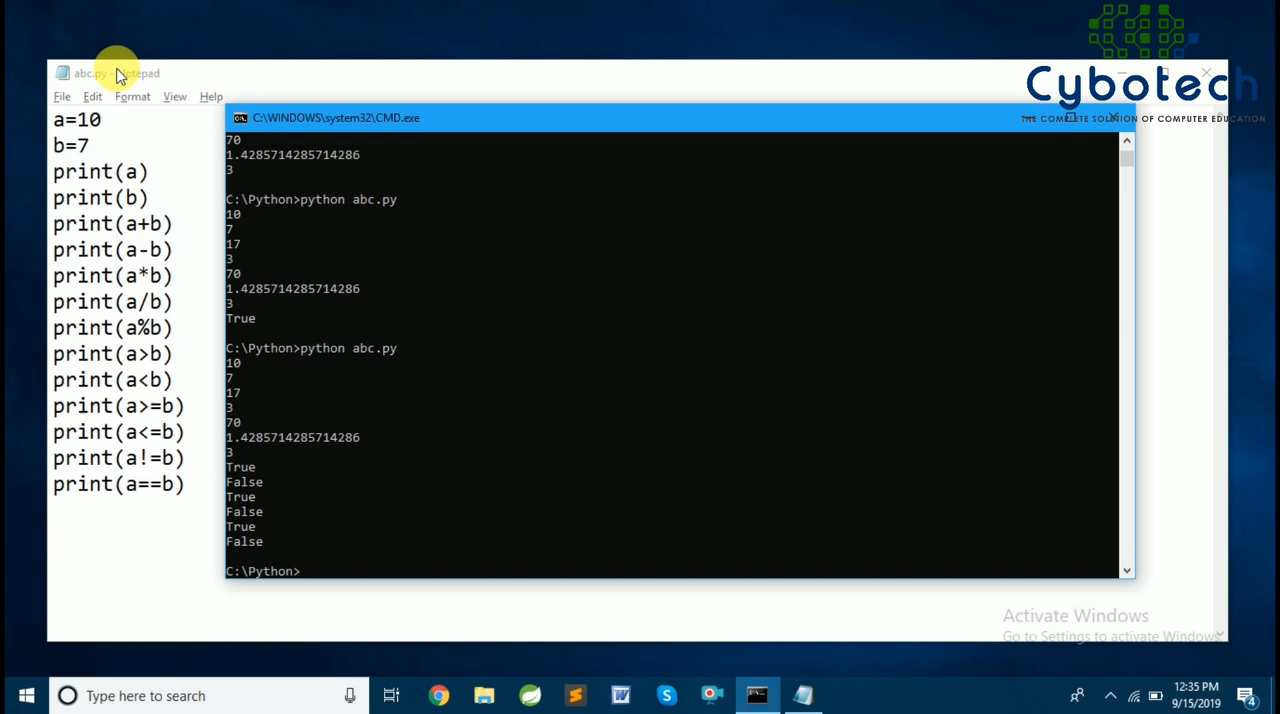 Cybotech
THE COMPLETE SOLUTION OF COMPUTER EDUCATION
abc.py - Notepad
File Edit Format View Help
a=10
b=7
print(a)
print(b)
print(a+b)
print(a-b)
print(a*b)
print(a/b)
print(a%b)
print(a>b)
print(a<b)
print(a>=b)
print(a<=b)
print(a!=b)
print(a==b)
C:\WINDOWS\system32\CMD.exe
70
1.4285714285714286
3
C:\Python>python abc.py
10
7
17
3
70
1.4285714285714286
3
True
C:\Python>python abc.py
10
7
17
3
70
1.4285714285714286
3
True
False
True
False
True
False
C:\Python>
Activate Windows
Go to Settings to activate Windows.
Type here to search
12:35 PM
9/15/2019
4